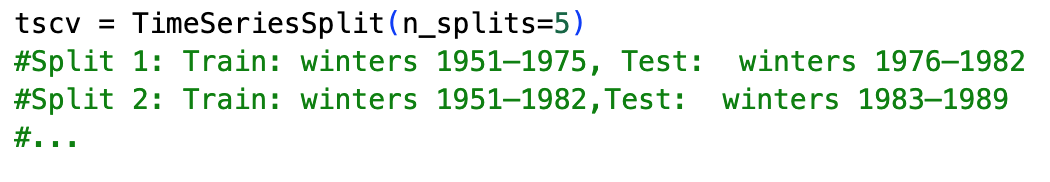 tscv = TimeSeriesSplit(n_splits=5)
#Split 1: Train: winters 1951–1975, Test:  winters 1976–1982
#Split 2: Train: winters 1951–1982,Test:  winters 1983–1989
#...